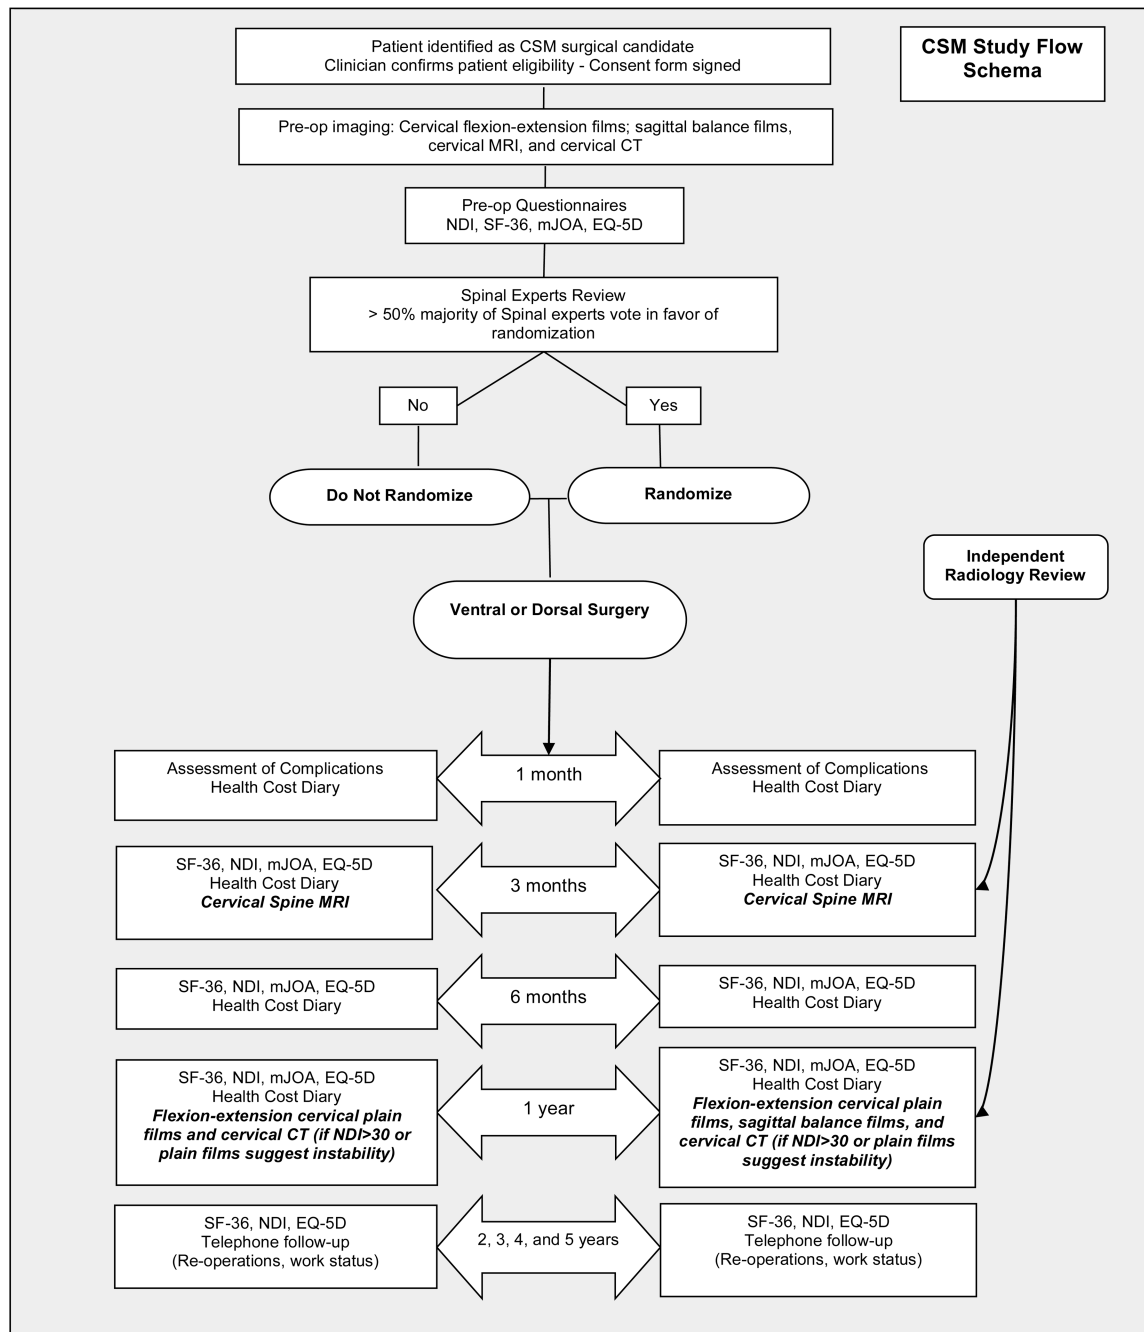 CSM Study Flow
Schema
Patient identified as CSM surgical candidate
Clinician confirms patient eligibility - Consent form signed
Pre-op imaging: Cervical flexion-extension films; sagittal balance films,
cervical MRI, and cervical CT
Pre-op Questionnaires
NDI, SF-36, mJOA, EQ-5D
Spinal Experts Review
> 50% majority of Spinal experts vote in favor of
randomization
No
Yes
Do Not Randomize
Randomize
Independent
Radiology Review
Ventral or Dorsal Surgery
Assessment of Complications
Health Cost Diary
1 month
Assessment of Complications
Health Cost Diary
SF-36, NDI, mJOA, EQ-5D
Health Cost Diary
Cervical Spine MRI
3 months
SF-36, NDI, mJOA, EQ-5D
Health Cost Diary
Cervical Spine MRI
SF-36, NDI, mJOA, EQ-5D
Health Cost Diary
6 months
SF-36, NDI, mJOA, EQ-5D
Health Cost Diary
SF-36, NDI, mJOA, EQ-5D
Health Cost Diary
Flexion-extension cervical plain
films and cervical CT (if NDI>30 or
plain films suggest instability)
1 year
SF-36, NDI, mJOA, EQ-5D
Health Cost Diary
Flexion-extension cervical plain
films, sagittal balance films, and
cervical CT (if NDI>30 or plain films
suggest instability)
SF-36, NDI, EQ-5D
Telephone follow-up
(Re-operations, work status)
2, 3, 4, and 5 years
SF-36, NDI, EQ-5D
Telephone follow-up
(Re-operations, work status)